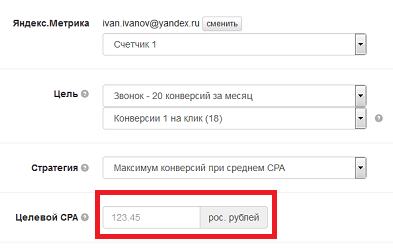 Яндекс.Метрика ivan.ivanov@yandex.ru сменить
Счетчик 1
Цель ? Звонок - 20 конверсий за месяц
Конверсии 1 на клик (18) ?
Стратегия ? Максимум конверсий при среднем CPA
Целевой CPA ? 123.45 рос. рублей